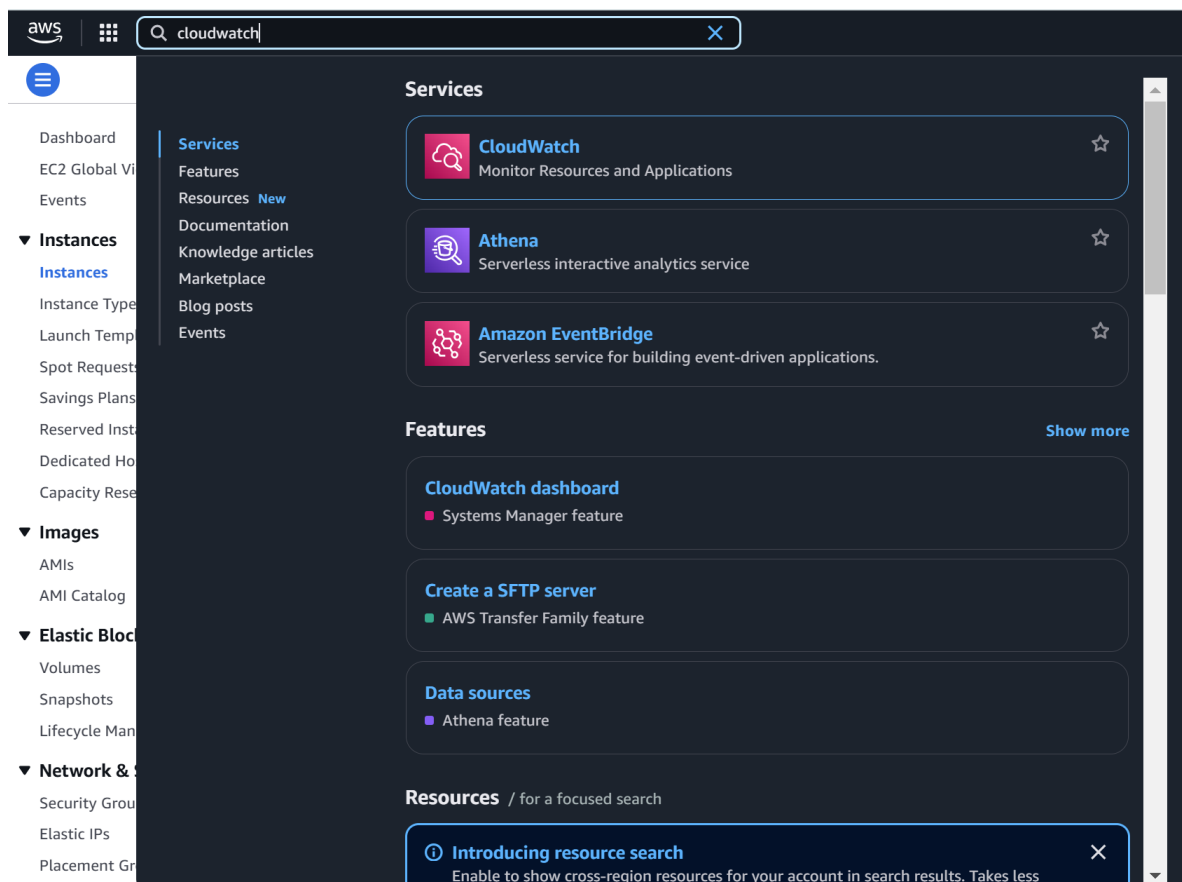 aws
cloudwatch
Dashboard
EC2 Global Vi
Events
Instances
Instances
Instance Type
Launch Templ
Spot Requests
Savings Plans
Reserved Inst
Dedicated Ho
Capacity Rese
Images
AMIs
AMI Catalog
Elastic Bloc
Volumes
Snapshots
Lifecycle Man
Network & S
Security Grou
Elastic IPs
Placement Gr
Services
Features
Resources New
Documentation
Knowledge articles
Marketplace
Blog posts
Events
Services
CloudWatch
Monitor Resources and Applications
Athena
Serverless interactive analytics service
Amazon EventBridge
Serverless service for building event-driven applications.
Features
Show more
CloudWatch dashboard
Systems Manager feature
Create a SFTP server
AWS Transfer Family feature
Data sources
Athena feature
Resources / for a focused search
Introducing resource search
Enable to show cross-region resources for your account in search results. Takes less